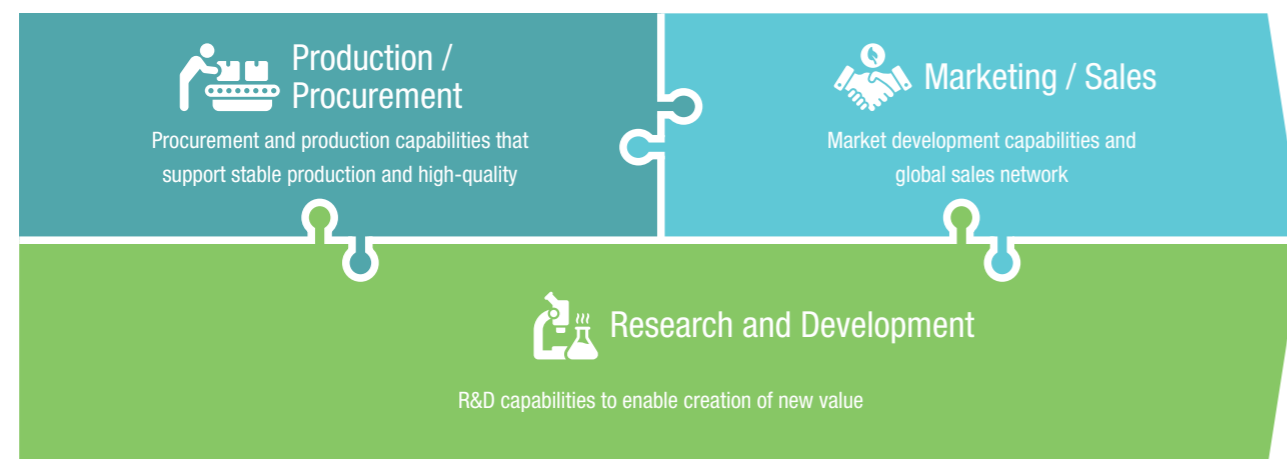 Production /
Procurement
Procurement and production capabilities that
support stable production and high-quality
Marketing / Sales
Market development capabilities and
global sales network
Research and Development
R&D capabilities to enable creation of new value